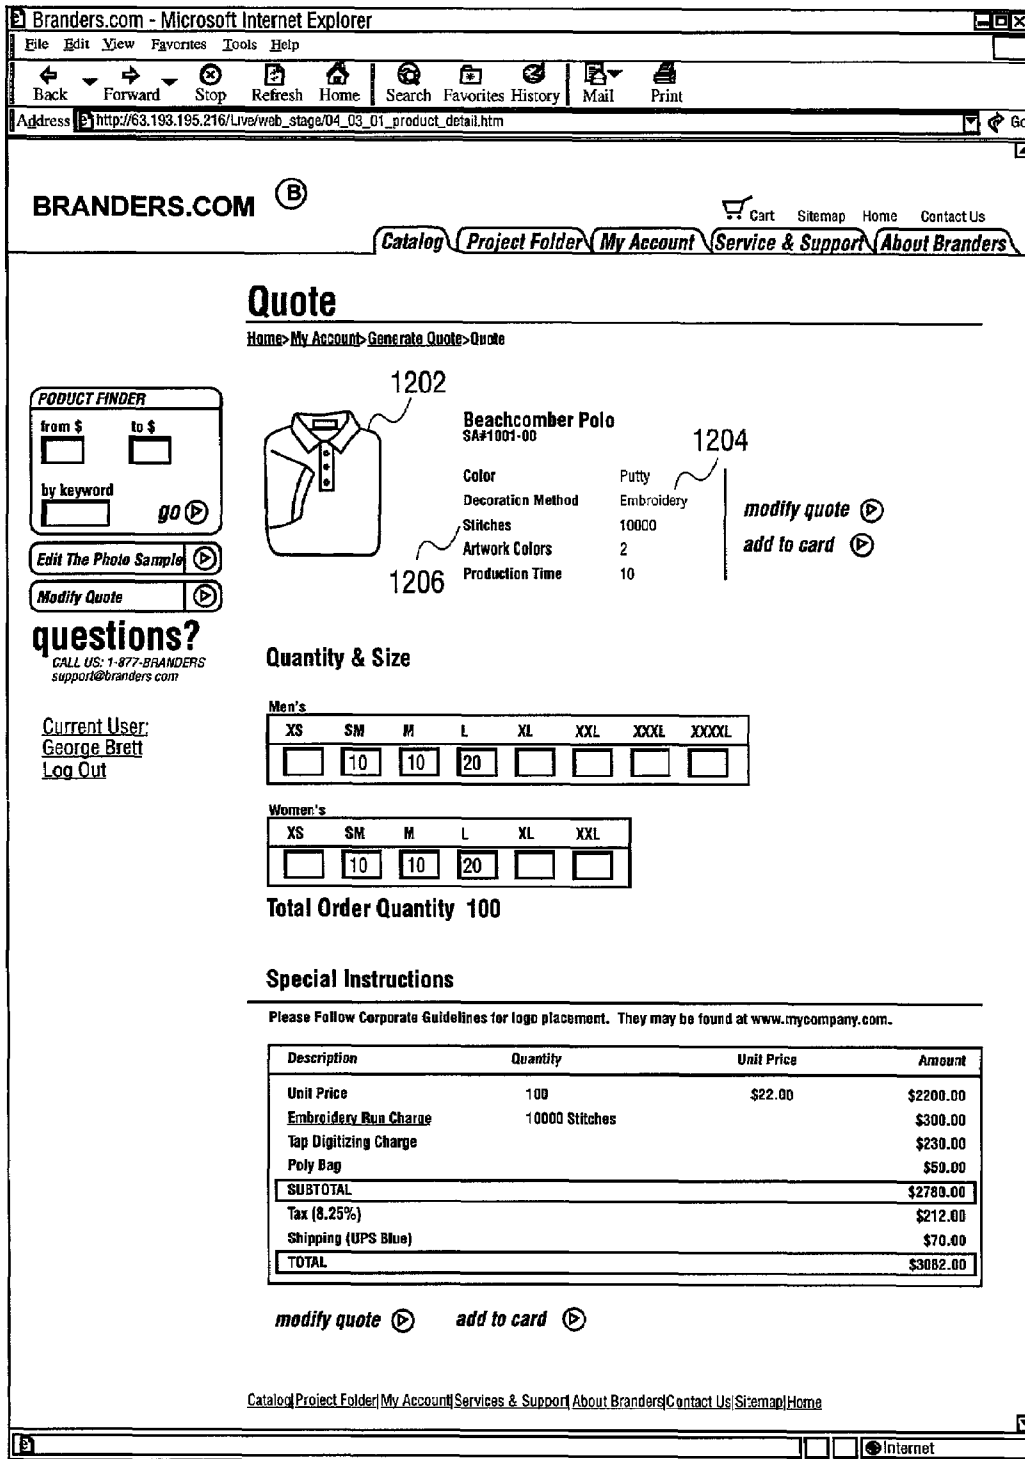 Branders.com - Microsoft Internet Explorer
File Edit View Favorites Tools Help
Back Forward Stop Refresh Home Search Favorites History Mail Print
Address http://63.193.195.216/Live/web_stage/04_03_01_product_detail.htm Go
BRANDERS.COM B
Cart Sitemap Home Contact Us
Catalog Project Folder My Account Service & Support About Branders
Quote
Home>My Account>Generate Quote>Quote
PODUCT FINDER
from $ to $
by keyword
go
Edit The Photo Sample
Modify Quote
questions?
CALL US: 1-877-BRANDERS
support@branders.com
Current User:
George Brett
Log Out
1202
Beachcomber Polo
SA#1001-00
1204
Color Putty
Decoration Method Embroidery
Stitches 10000
Artwork Colors 2
Production Time 10
1206
modify quote
add to card
Quantity & Size
Men's
XS SM M L XL XXL XXXL XXXXL
10 10 20
Women's
XS SM M L XL XXL
10 10 20
Total Order Quantity 100
Special Instructions
Please Follow Corporate Guidelines for logo placement. They may be found at www.mycompany.com.
Description Quantity Unit Price Amount
Unit Price 100 $22.00 $2200.00
Embroidery Run Charge 10000 Stitches $300.00
Tap Digitizing Charge $230.00
Poly Bag $50.00
SUBTOTAL $2780.00
Tax (8.25%) $212.00
Shipping (UPS Blue) $70.00
TOTAL $3062.00
modify quote add to card
Catalog|Project Folder|My Account|Services & Support|About Branders|Contact Us|Sitemap|Home
Internet